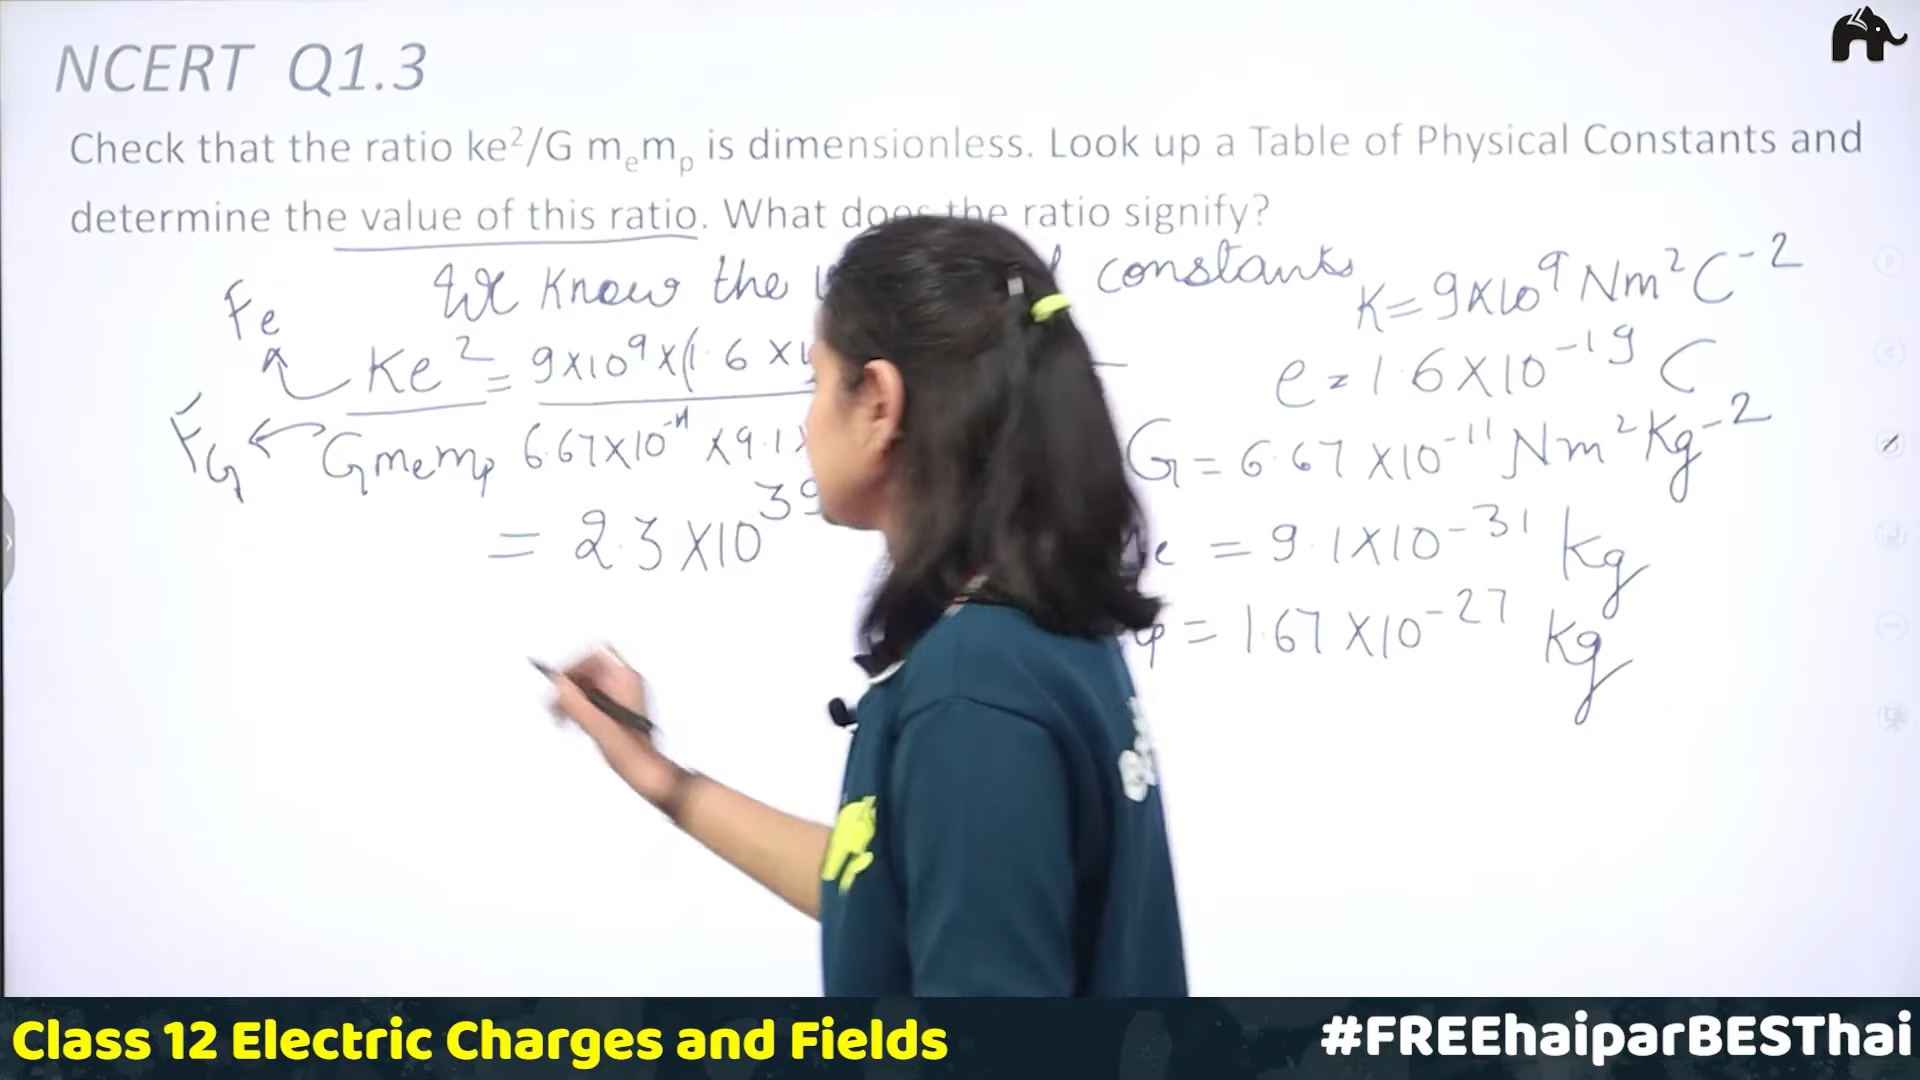 NCERT Q1.3
Check that the ratio ke²/G mₑmₚ is dimensionless. Look up a Table of Physical Constants and
determine the value of this ratio. What does the ratio signify?
We know the constants
K = 9×10⁹ Nm²C⁻²
Fe
Ke² = 9×10⁹×(1.6×
e = 1.6×10⁻¹⁹ C
FG
Gmemp 6.67×10⁻¹¹ ×9.1×
G = 6.67×10⁻¹¹ Nm²Kg⁻²
= 2.3×10³⁹
= 9.1×10⁻³¹ kg
= 1.67×10⁻²⁷ kg
Class 12 Electric Charges and Fields
#FREEhaiparBESThai